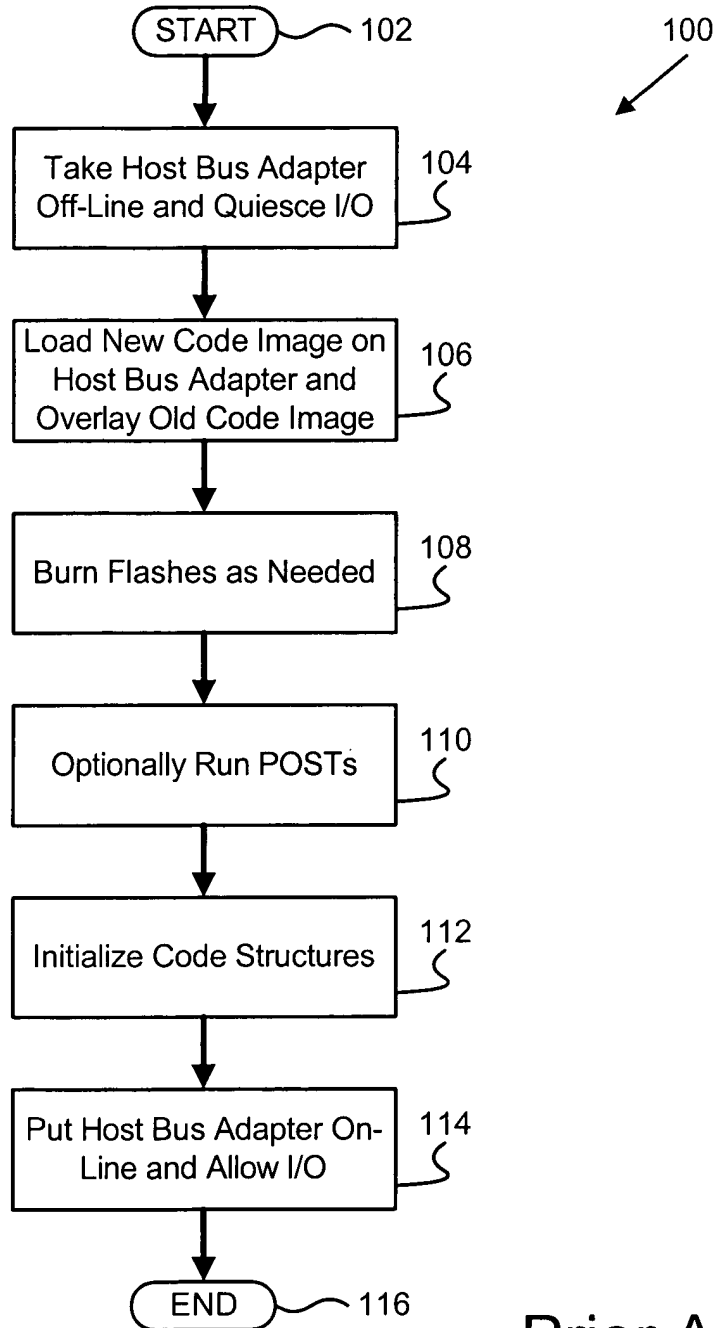 START
102
100
Take Host Bus Adapter
Off-Line and Quiesce I/O
104
Load New Code Image on
Host Bus Adapter and
Overlay Old Code Image
106
Burn Flashes as Needed
108
Optionally Run POSTs
110
Initialize Code Structures
112
Put Host Bus Adapter On-
Line and Allow I/O
114
END
116
Prior A